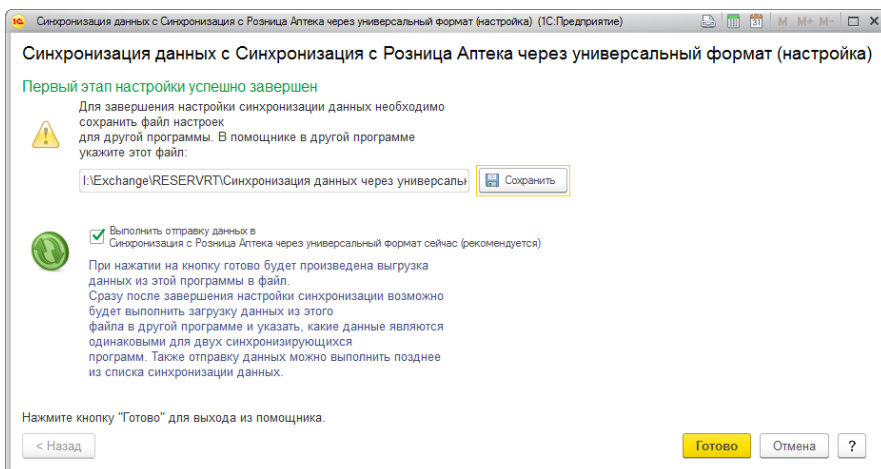 Синхронизация данных с Синхронизация с Розница Аптека через универсальный формат (настройка) (1С:Предприятие)
M M+ M-
Синхронизация данных с Синхронизация с Розница Аптека через универсальный формат (настройка)
Первый этап настройки успешно завершен
Для завершения настройки синхронизации данных необходимо
сохранить файл настроек
для другой программы. В помощнике в другой программе
укажите этот файл:
I:\Exchange\RESERVRT\Синхронизация данных через универсаль
Сохранить
Выполнить отправку данных в
Синхронизация с Розница Аптека через универсальный формат сейчас (рекомендуется)
При нажатии на кнопку готово будет произведена выгрузка
данных из этой программы в файл.
Сразу после завершения настройки синхронизации возможно
будет выполнить загрузку данных из этого
файла в другой программе и указать, какие данные являются
одинаковыми для двух синхронизирующихся
программ. Также отправку данных можно выполнить позднее
из списка синхронизации данных.
Нажмите кнопку "Готово" для выхода из помощника.
< Назад
Готово
Отмена
?